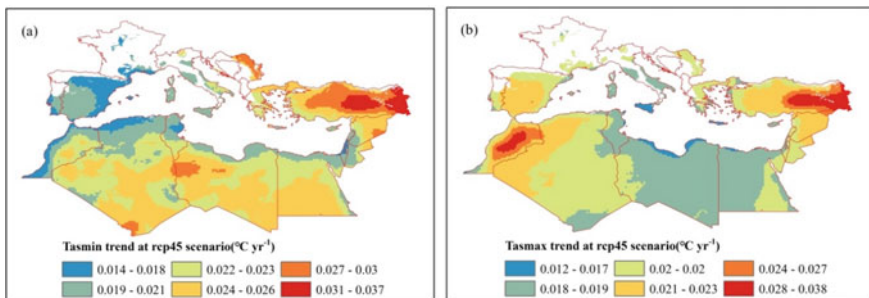 (a)
Tasmin trend at rcp45 scenario(°C yr⁻¹)
0.014 - 0.018
0.022 - 0.023
0.027 - 0.03
0.019 - 0.021
0.024 - 0.026
0.031 - 0.037
(b)
Tasmax trend at rcp45 scenario(°C yr⁻¹)
0.012 - 0.017
0.02 - 0.02
0.024 - 0.027
0.018 - 0.019
0.021 - 0.023
0.028 - 0.038